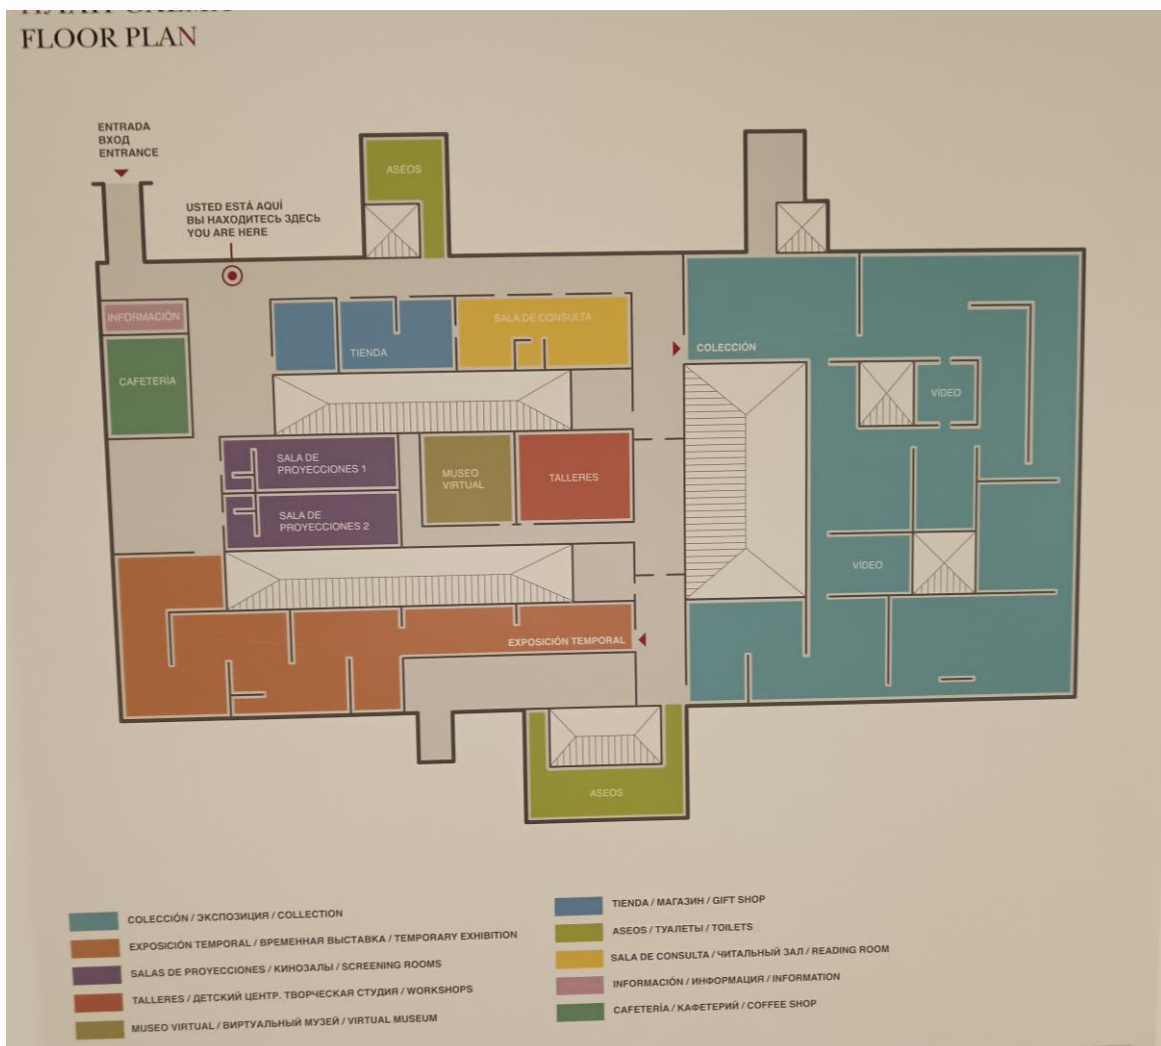 FLOOR PLAN
ENTRADA
ВХОД
ENTRANCE
USTED ESTÁ AQUÍ
ВЫ НАХОДИТЕСЬ ЗДЕСЬ
YOU ARE HERE
ASEOS
INFORMACIÓN
CAFETERÍA
TIENDA
SALA DE CONSULTA
COLECCIÓN
VÍDEO
SALA DE
PROYECCIONES 1
SALA DE
PROYECCIONES 2
MUSEO
VIRTUAL
TALLERES
VÍDEO
EXPOSICIÓN TEMPORAL
ASEOS
COLECCIÓN / ЭКСПОЗИЦИЯ / COLLECTION
EXPOSICIÓN TEMPORAL / ВРЕМЕННАЯ ВЫСТАВКА / TEMPORARY EXHIBITION
SALAS DE PROYECCIONES / КИНОЗАЛЫ / SCREENING ROOMS
TALLERES / ДЕТСКИЙ ЦЕНТР. ТВОРЧЕСКАЯ СТУДИЯ / WORKSHOPS
MUSEO VIRTUAL / ВИРТУАЛЬНЫЙ МУЗЕЙ / VIRTUAL MUSEUM
TIENDA / МАГАЗИН / GIFT SHOP
ASEOS / ТУАЛЕТЫ / TOILETS
SALA DE CONSULTA / ЧИТАЛЬНЫЙ ЗАЛ / READING ROOM
INFORMACIÓN / ИНФОРМАЦИЯ / INFORMATION
CAFETERÍA / КАФЕТЕРИЙ / COFFEE SHOP